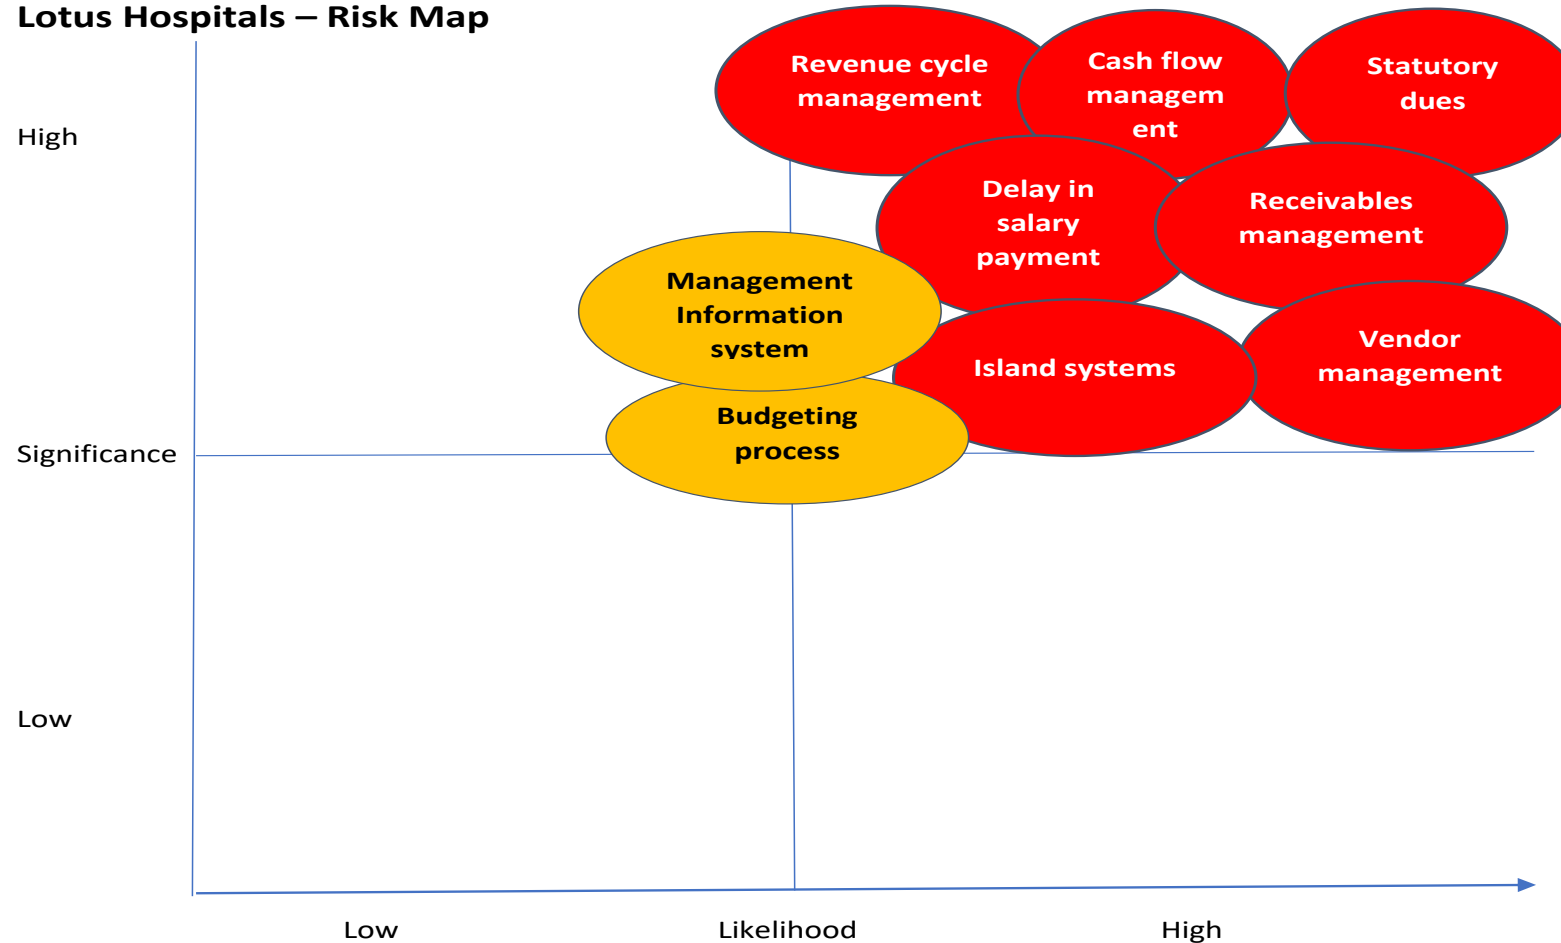 Lotus Hospitals – Risk Map
High
Revenue cycle
management
Cash flow
managem
ent
Statutory
dues
Delay in
salary
payment
Receivables
management
Management
Information
system
Island systems
Vendor
management
Budgeting
process
Significance
Low
Low
Likelihood
High